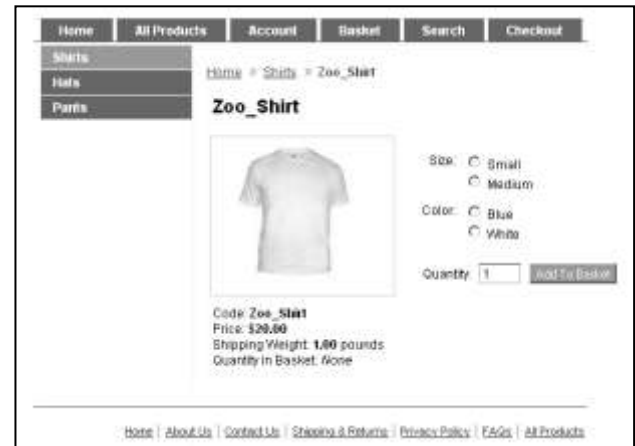 Home All Products Account Basket Search Checkout
Shirts
Hats
Pants
Home » Shirts » Zoo_Shirt
Zoo_Shirt
Size: Small
Medium
Color: Blue
White
Quantity: 1 Add To Basket
Code: Zoo_Shirt
Price: $20.00
Shipping Weight: 1.00 pounds
Quantity in Basket: None
Home | About Us | Contact Us | Shipping & Returns | Privacy Policy | FAQs | All Products